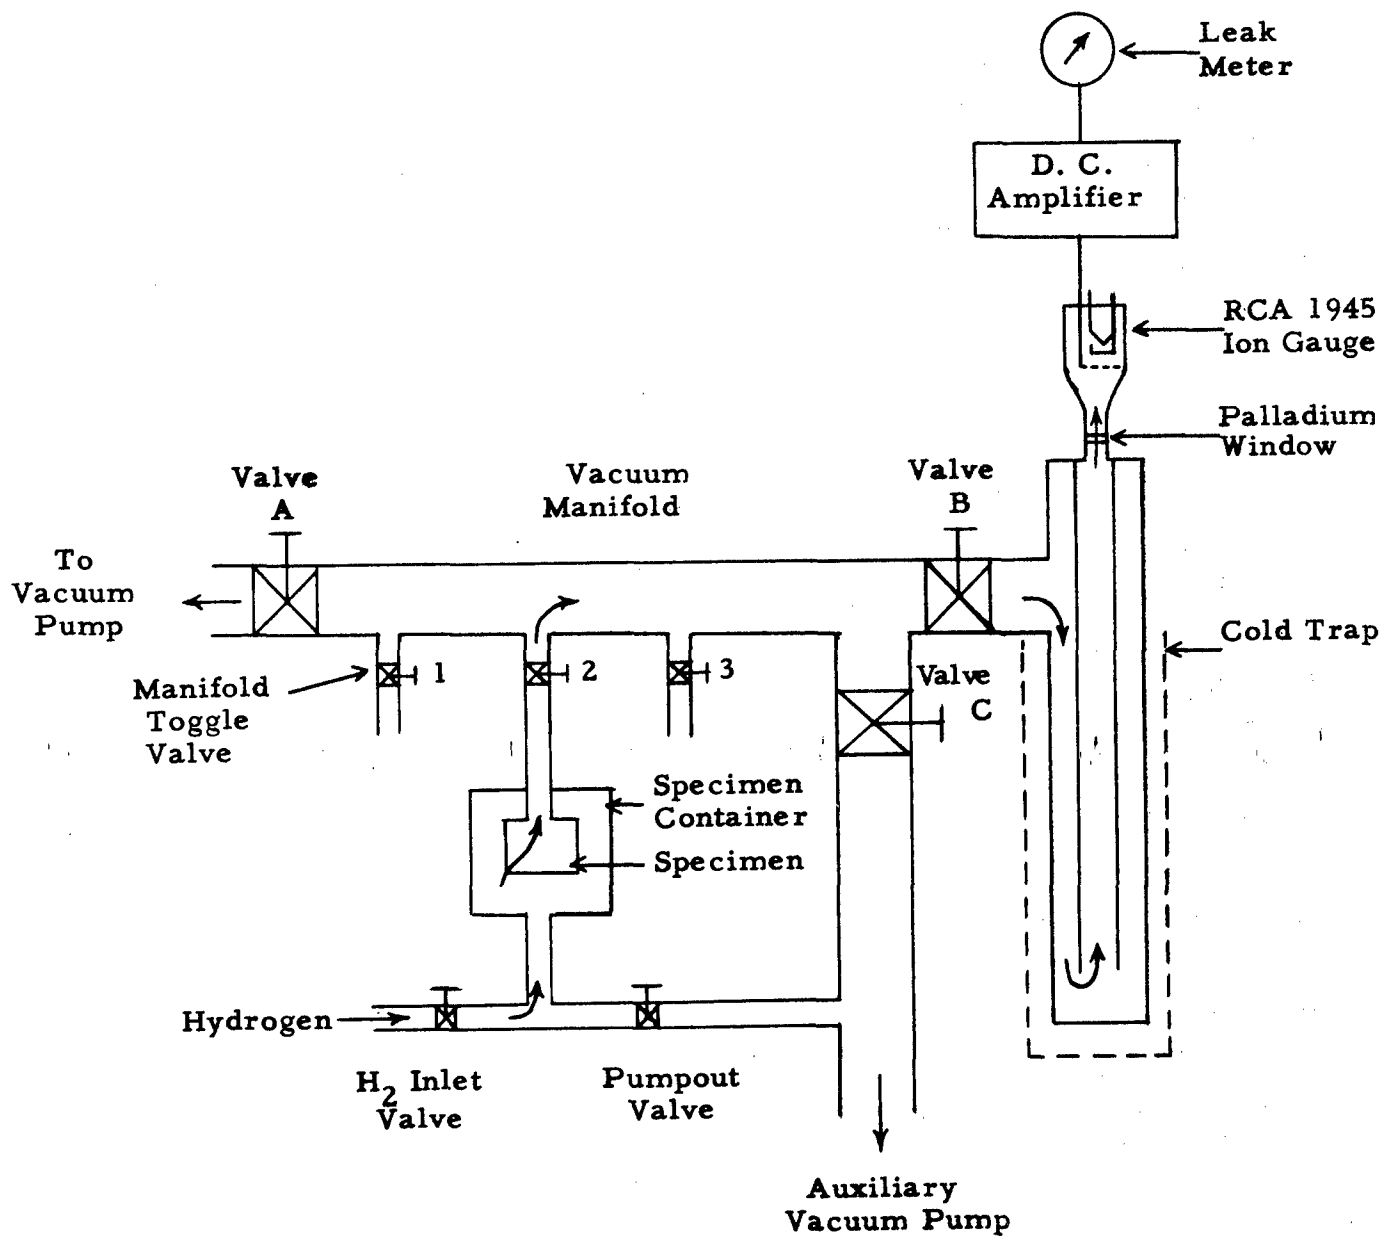 Leak
Meter
D. C.
Amplifier
RCA 1945
Ion Gauge
Palladium
Window
Valve
A
Vacuum
Manifold
Valve
B
To
Vacuum
Pump
Cold Trap
1
2
3
Manifold
Toggle
Valve
Valve
C
Specimen
Container
Specimen
Hydrogen
H2 Inlet
Valve
Pumpout
Valve
Auxiliary
Vacuum Pump